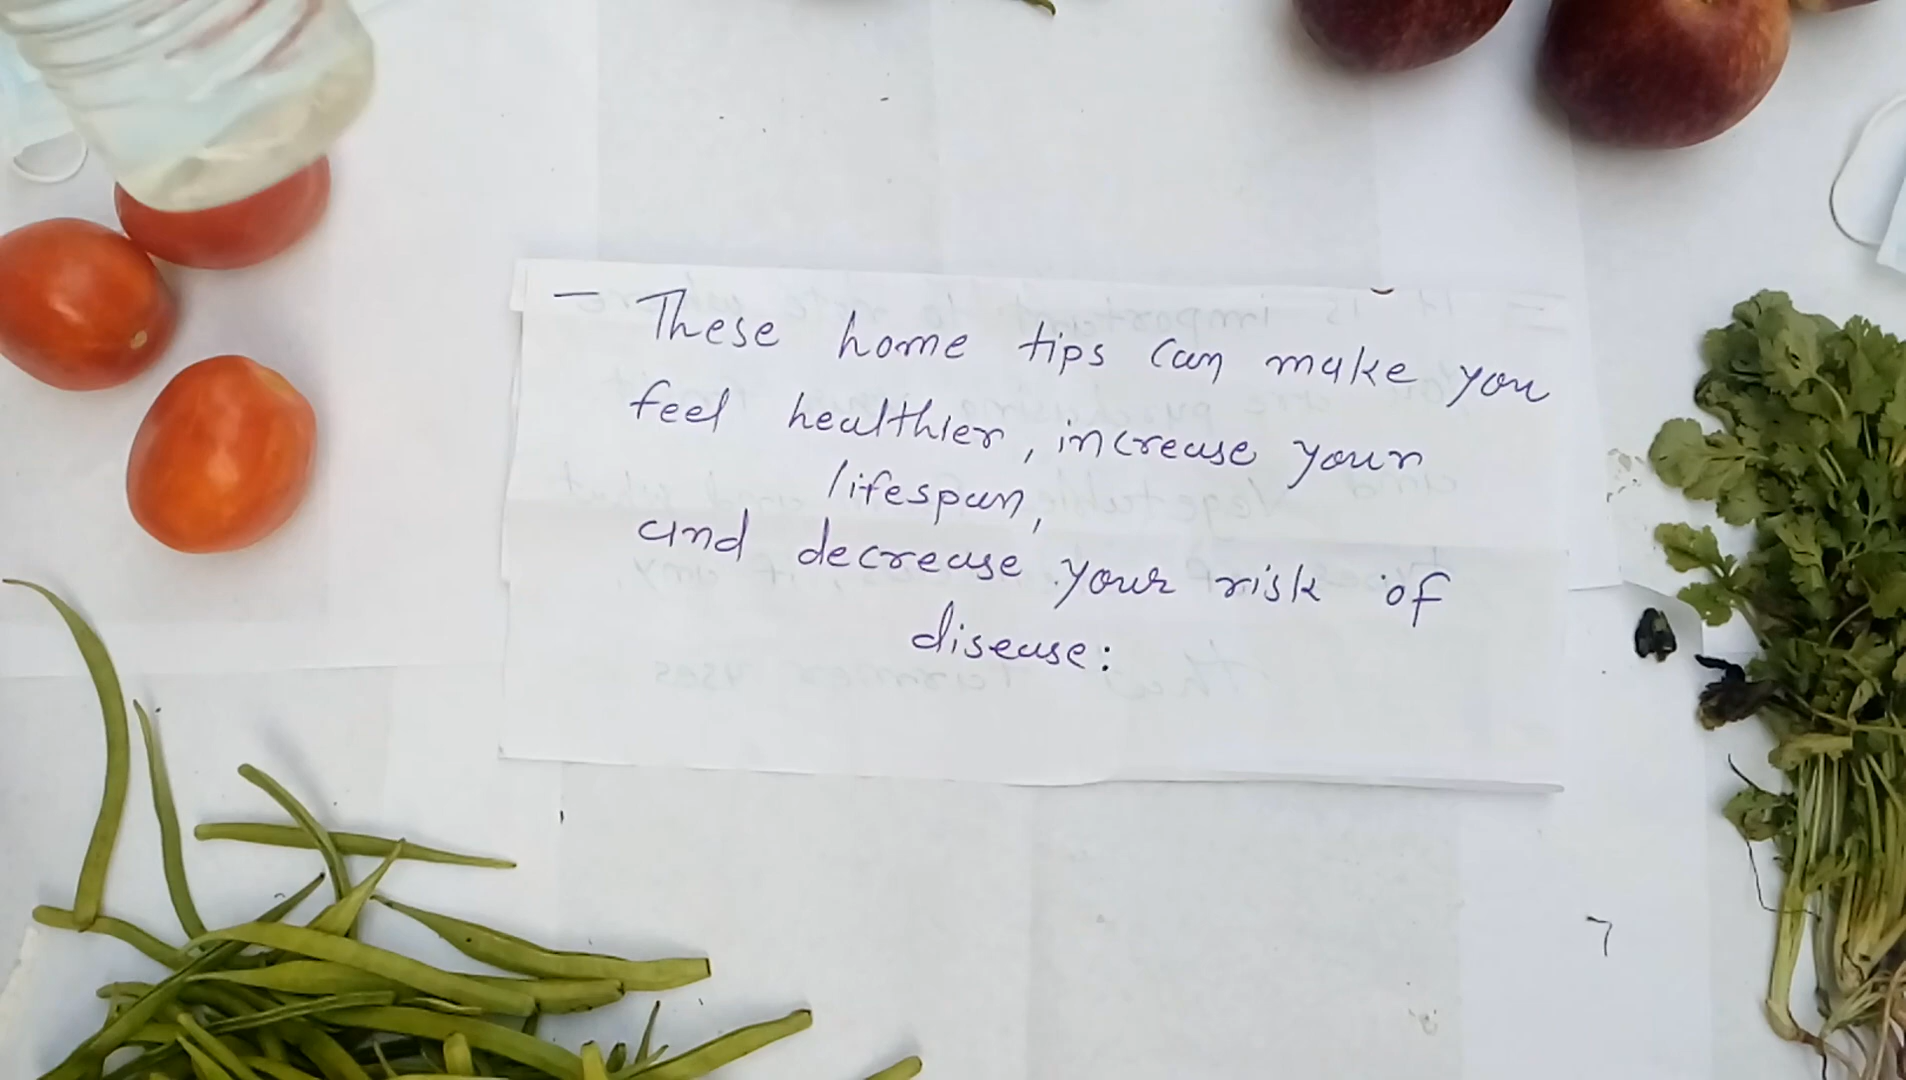 – These home tips can make you
feel healthier, increase your
lifespan,
and decrease your risk of
disease: